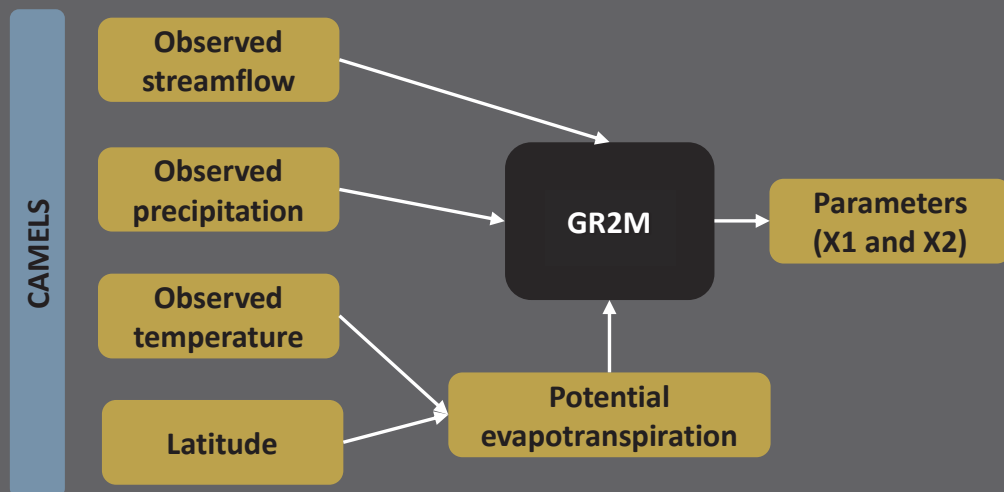 CAMELS
Observed
streamflow
Observed
precipitation
Observed
temperature
Latitude
GR2M
Potential
evapotranspiration
Parameters
(X1 and X2)